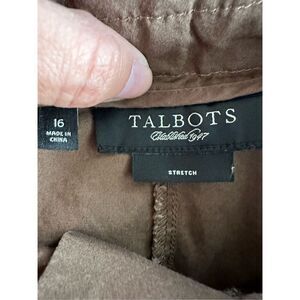 16
MADE IN
CHINA
TALBOTS
Established 1947
STRETCH